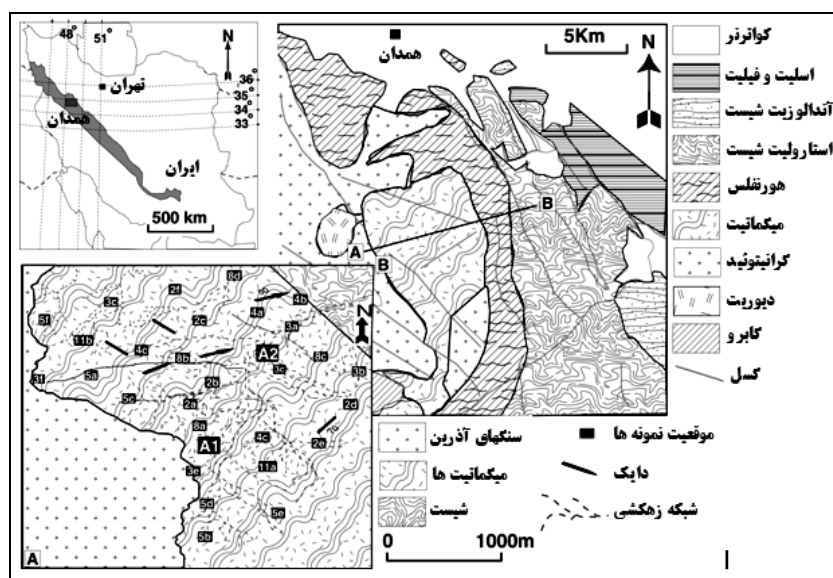 48°
51°
N
تهران
همدان
ایران
36°
35°
34°
33°
500 km
همدان
5Km
N
A
B
B
کواترنر
اسلیت و فیلیت
آندالوزیت شیست
استارولیت شیست
هورنفلس
میگماتیت
گرانیتوئید
دیوریت
گابرو
گسل
8d
2f
3c
4b
4a
5f
2c
3a
11b
4c
8b
A2
8c
3f
5a
3c
3b
2b
5c
2a
2d
8a
A1
4c
2e
70
3e
11a
5d
5e
5b
N
A
سنگهای آذرین
موقعیت نمونه ها
میگماتیت ها
دایک
شیست
شبکه زهکشی
0
1000m